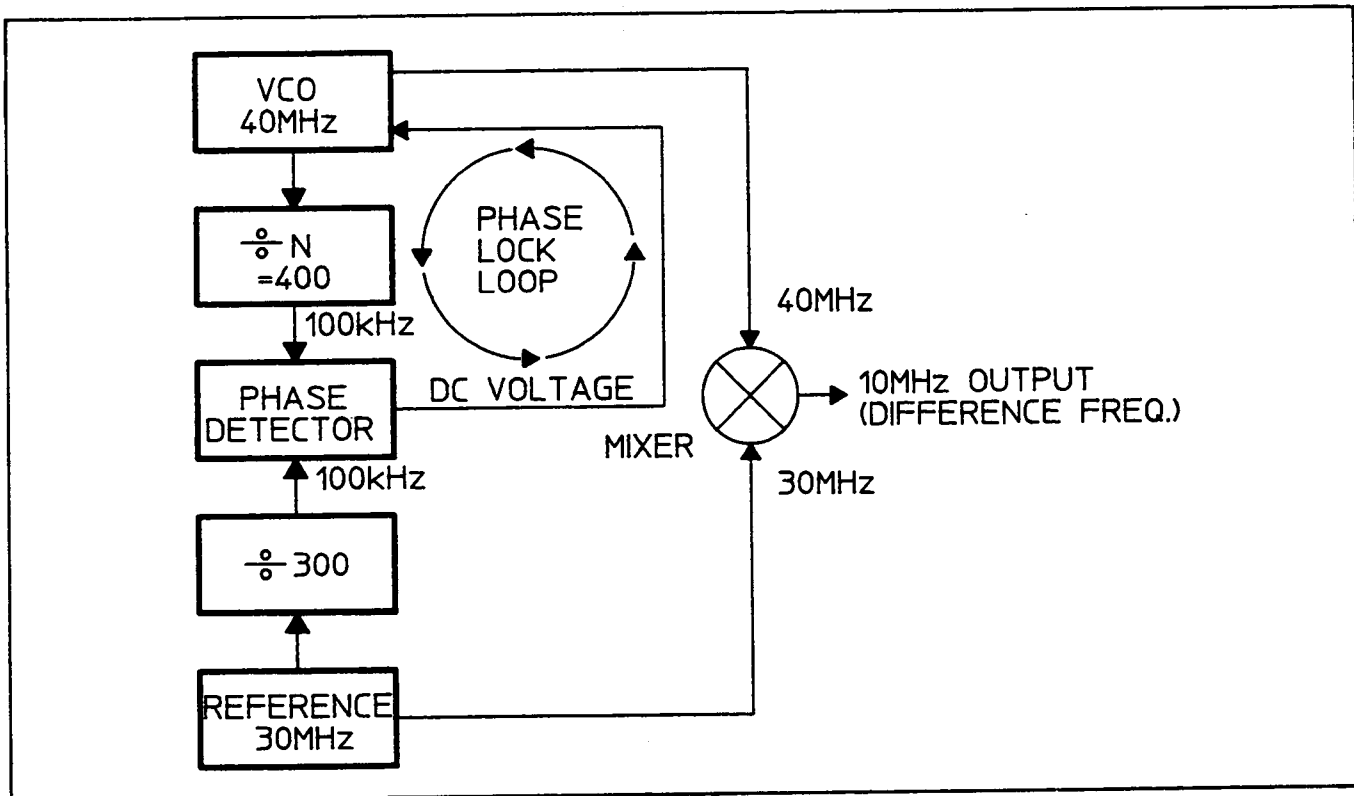 VCO
40MHz
÷ N
=400
100kHz
PHASE
DETECTOR
100kHz
÷ 300
REFERENCE
30MHz
PHASE
LOCK
LOOP
DC VOLTAGE
40MHz
MIXER
30MHz
10MHz OUTPUT
(DIFFERENCE FREQ.)